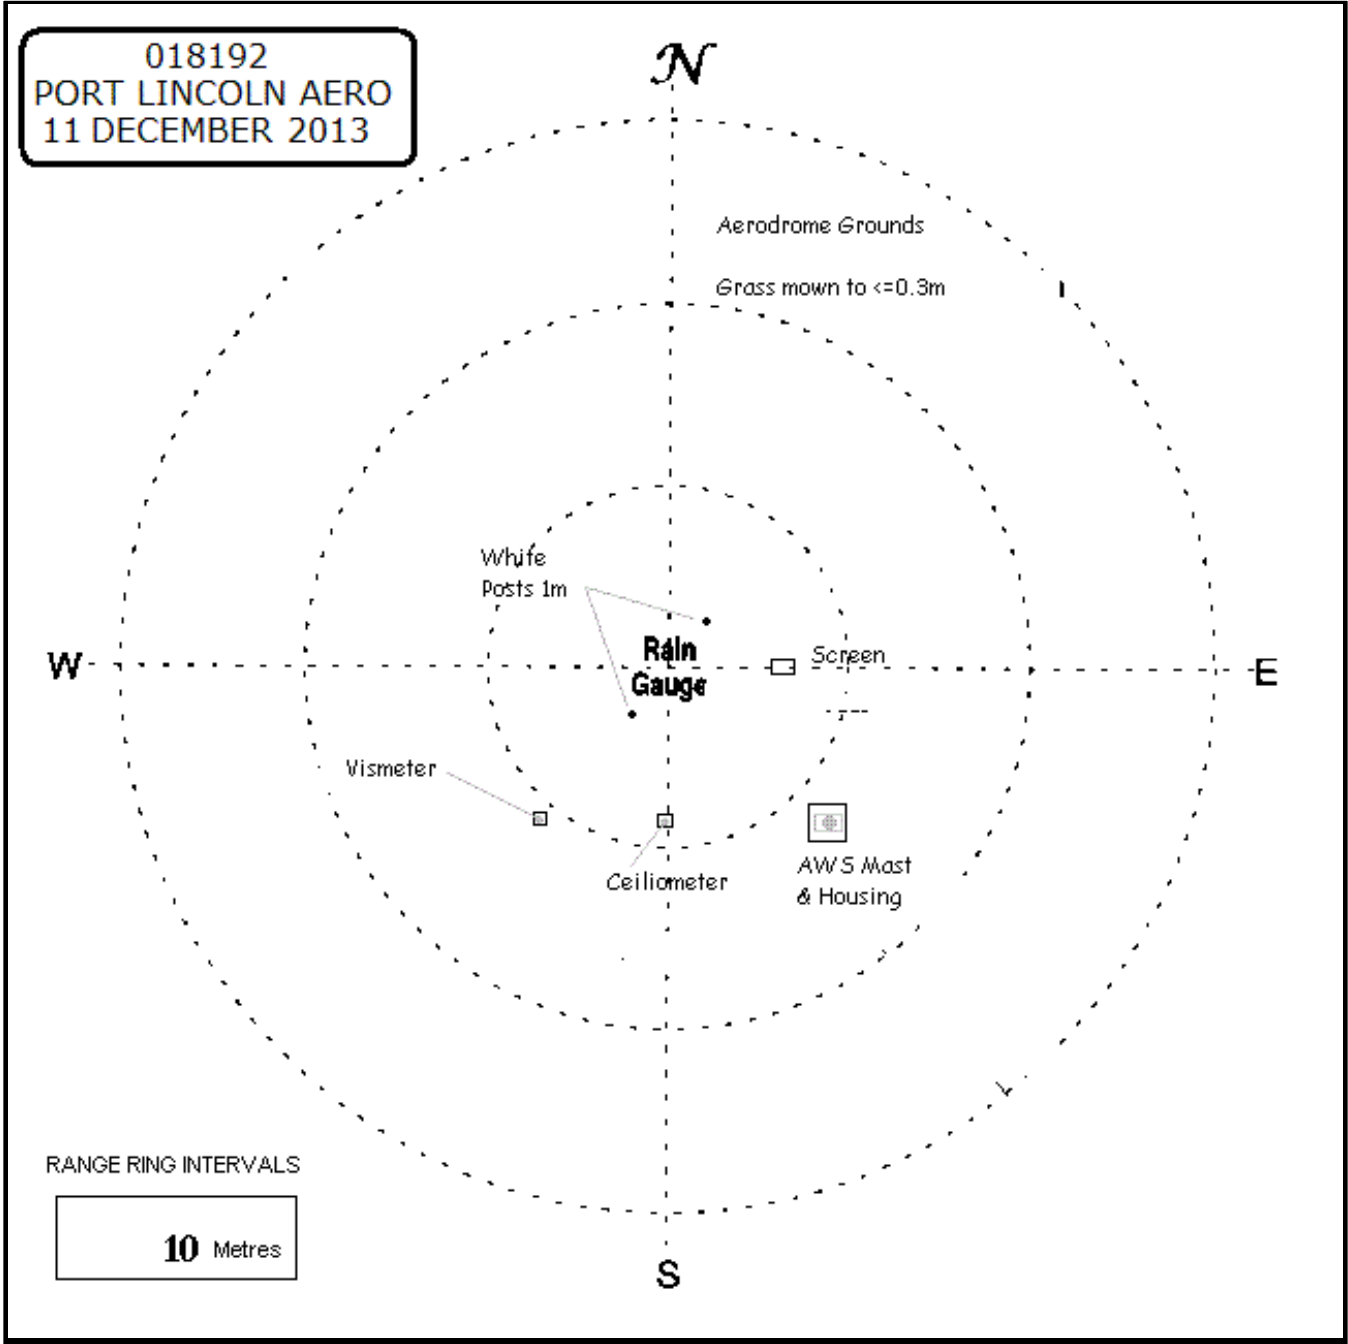 018192
PORT LINCOLN AERO
11 DECEMBER 2013
N
Aerodrome Grounds
Grass mown to <=0.3m
White
Posts 1m
Rain
Gauge
W
Screen
E
Vismeter
Ceiliometer
AWS Mast
& Housing
RANGE RING INTERVALS
10 Metres
S